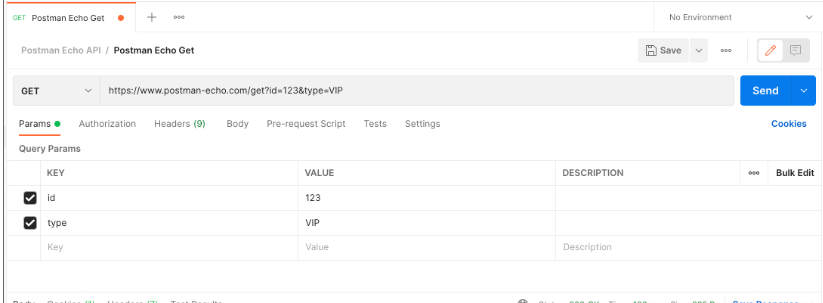 GET Postman Echo Get No Environment
Postman Echo API / Postman Echo Get Save
GET https://www.postman-echo.com/get?id=123&type=VIP Send
Params Authorization Headers (9) Body Pre-request Script Tests Settings Cookies
Query Params
KEY VALUE DESCRIPTION Bulk Edit
id 123
type VIP
Key Value Description